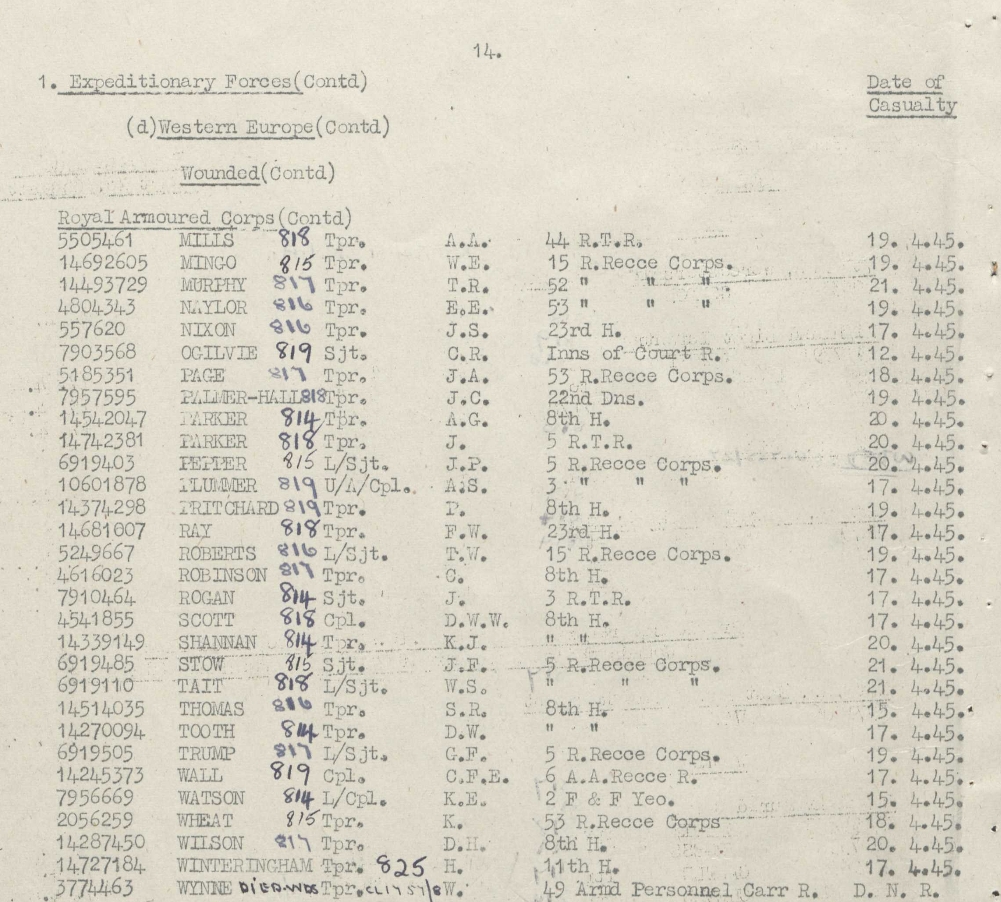 14.
1. Expeditionary Forces(Contd) Date of
Casualty
(d)Western Europe(Contd)
Wounded(Contd)
Royal Armoured Corps(Contd)
5505461 MILLS 818 Tpr. A.A. 44 R.T.R. 19. 4.45.
14692605 MINGO 815 Tpr. W.E. 15 R.Recce Corps. 19. 4.45.
14493729 MURPHY 817 Tpr. T.R. 52 " " " 21. 4.45.
4804343 NAYLOR 816 Tpr. E.E. 53 " " " 19. 4.45.
557620 NIXON 816 Tpr. J.S. 23rd H. 17. 4.45.
7903568 OGILVIE 819 Sjt. C.R. Inns of Court R. 12. 4.45.
5185351 PAGE 817 Tpr. J.A. 53 R.Recce Corps. 18. 4.45.
7957595 PALMER-HALL 818 Tpr. J.C. 22nd Dns. 19. 4.45.
14542047 PARKER 814 Tpr. A.G. 8th H. 20. 4.45.
14742381 PARKER 818 Tpr. J. 5 R.T.R. 20. 4.45.
6919403 PEPPER 815 L/Sjt. J.P. 5 R.Recce Corps. 20. 4.45.
10601878 PLUMMER 819 U/A/Cpl. A.S. 3 " " " 17. 4.45.
14374298 PRITCHARD 819 Tpr. P. 8th H. 19. 4.45.
14681007 RAY 818 Tpr. F.W. 23rd H. 17. 4.45.
5249667 ROBERTS 816 L/Sjt. T.W. 15 R.Recce Corps. 19. 4.45.
4616023 ROBINSON 817 Tpr. C. 8th H. 17. 4.45.
7910464 ROGAN 814 Sjt. J. 3 R.T.R. 17. 4.45.
4541855 SCOTT 818 Cpl. D.W.W. 8th H. 17. 4.45.
14339149 SHANNAN 814 Tpr. K.J. " " 20. 4.45.
6919485 STOW 815 Sjt. J.F. 5 R.Recce Corps. 21. 4.45.
6919110 TAIT 818 L/Sjt. W.S. " " " 21. 4.45.
14514035 THOMAS 816 Tpr. S.R. 8th H. 15. 4.45.
14270094 TOOTH 814 Tpr. D.W. " " 17. 4.45.
6919505 TRUMP 817 L/Sjt. G.F. 5 R.Recce Corps. 19. 4.45.
14245373 WALL 819 Cpl. C.F.E. 6 A.A.Recce R. 17. 4.45.
7956669 WATSON 814 L/Cpl. K.E. 2 F & F Yeo. 15. 4.45.
2056259 WHEAT 815 Tpr. K. 53 R.Recce Corps 18. 4.45.
14287450 WILSON 817 Tpr. D.H. 8th H. 20. 4.45.
14727184 WINTERINGHAM Tpr. 825 H. 11th H. 17. 4.45.
3774463 WYNNE DIED WDS Tpr. W. 49 Armd Personnel Carr R. D. N. R.